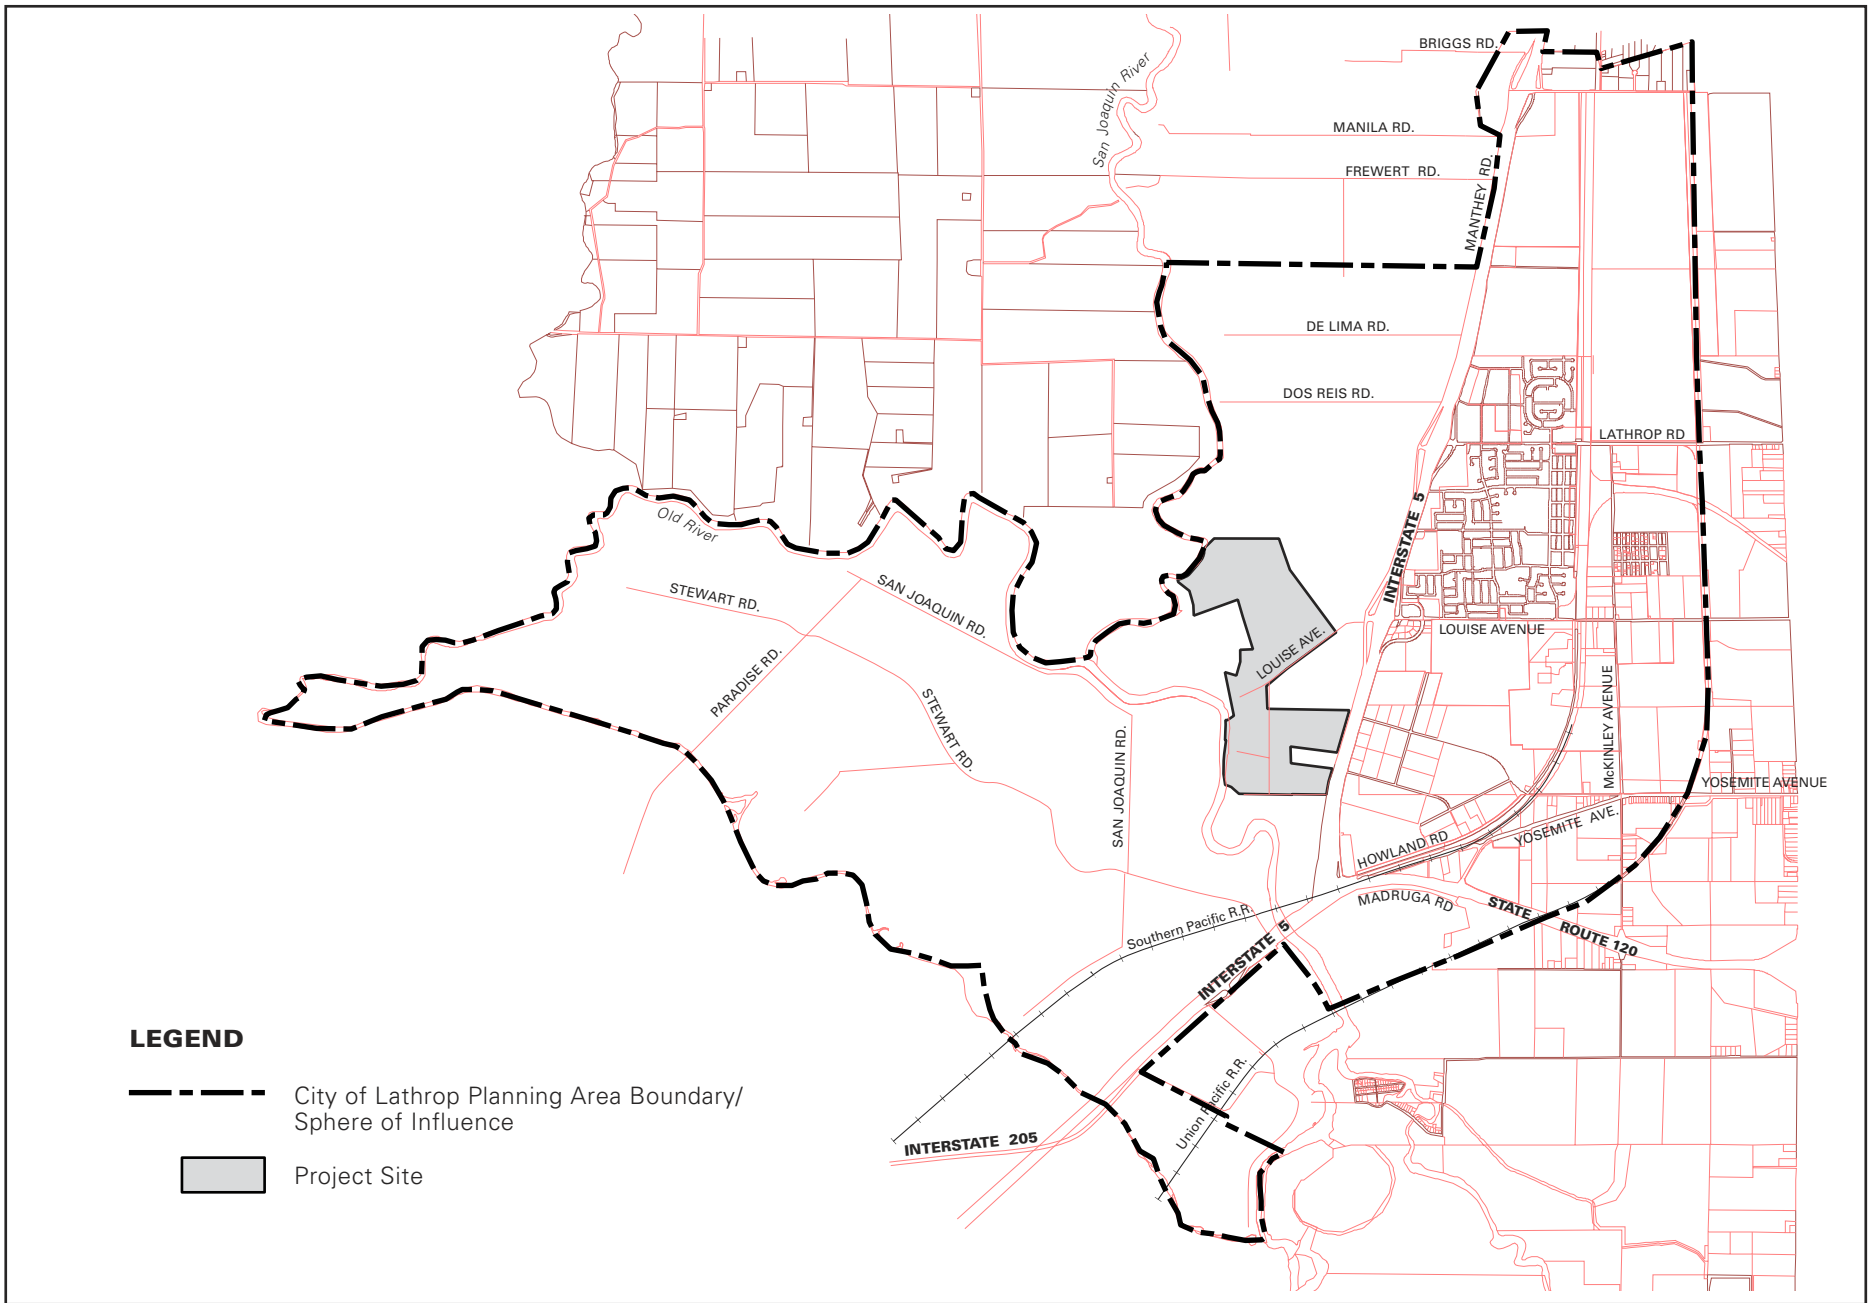 BRIGGS RD.
San Joaquin River
MANILA RD.
FREWERT RD.
MANTHEY RD.
DE LIMA RD.
DOS REIS RD.
LATHROP RD
INTERSTATE 5
Old River
STEWART RD.
SAN JOAQUIN RD.
LOUISE AVENUE
LOUISE AVE.
PARADISE RD.
STEWART RD.
SAN JOAQUIN RD.
McKINLEY AVENUE
YOSEMITE AVENUE
YOSEMITE AVE.
HOWLAND RD
MADRUGA RD
STATE
ROUTE 120
Southern Pacific R.R.
INTERSTATE 5
Union Pacific R.R.
INTERSTATE 205
LEGEND
City of Lathrop Planning Area Boundary/
Sphere of Influence
Project Site